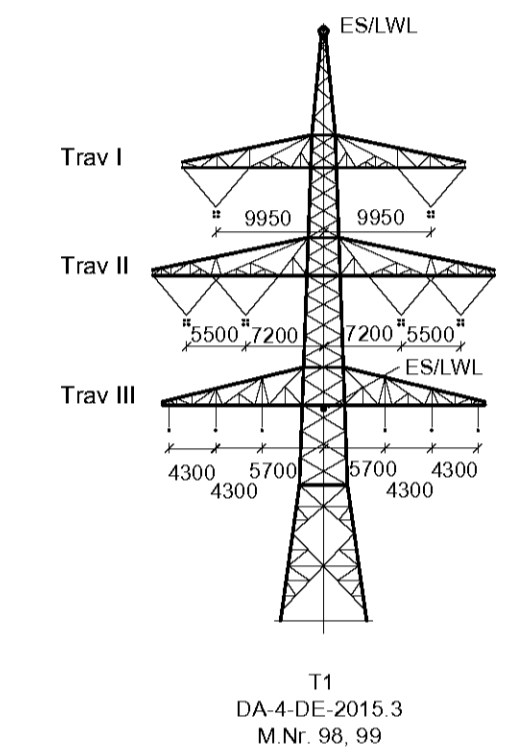 ES/LWL
Trav I
9950 9950
Trav II
5500 7200 7200 5500
ES/LWL
Trav III
4300 5700 5700 4300
4300 4300
T1
DA-4-DE-2015.3
M.Nr. 98, 99